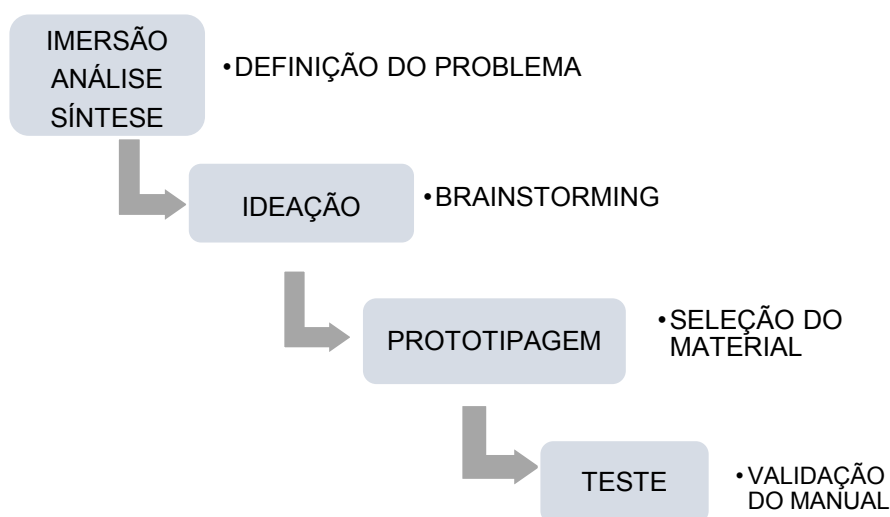 IMERSÃO
ANÁLISE
SÍNTESE
•DEFINIÇÃO DO PROBLEMA
IDEAÇÃO
•BRAINSTORMING
PROTOTIPAGEM
•SELEÇÃO DO
MATERIAL
TESTE
•VALIDAÇÃO
DO MANUAL